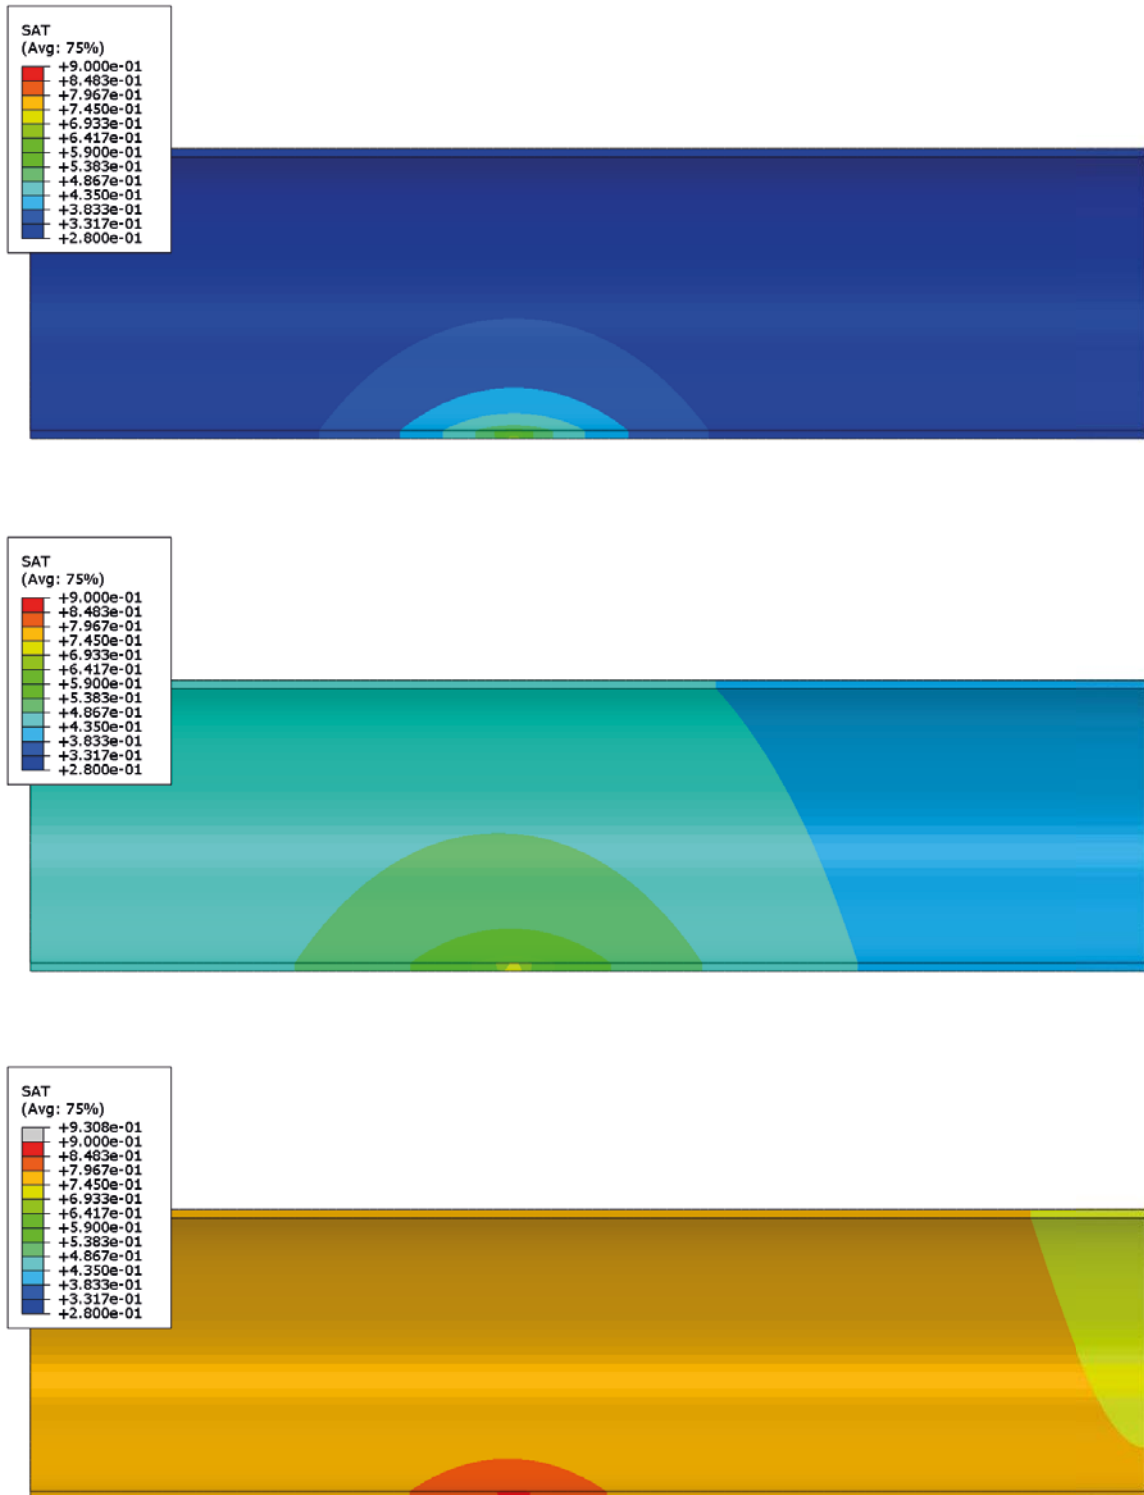 SAT
(Avg: 75%)
+9.000e-01
+8.483e-01
+7.967e-01
+7.450e-01
+6.933e-01
+6.417e-01
+5.900e-01
+5.383e-01
+4.867e-01
+4.350e-01
+3.833e-01
+3.317e-01
+2.800e-01
SAT
(Avg: 75%)
+9.000e-01
+8.483e-01
+7.967e-01
+7.450e-01
+6.933e-01
+6.417e-01
+5.900e-01
+5.383e-01
+4.867e-01
+4.350e-01
+3.833e-01
+3.317e-01
+2.800e-01
SAT
(Avg: 75%)
+9.308e-01
+9.000e-01
+8.483e-01
+7.967e-01
+7.450e-01
+6.933e-01
+6.417e-01
+5.900e-01
+5.383e-01
+4.867e-01
+4.350e-01
+3.833e-01
+3.317e-01
+2.800e-01